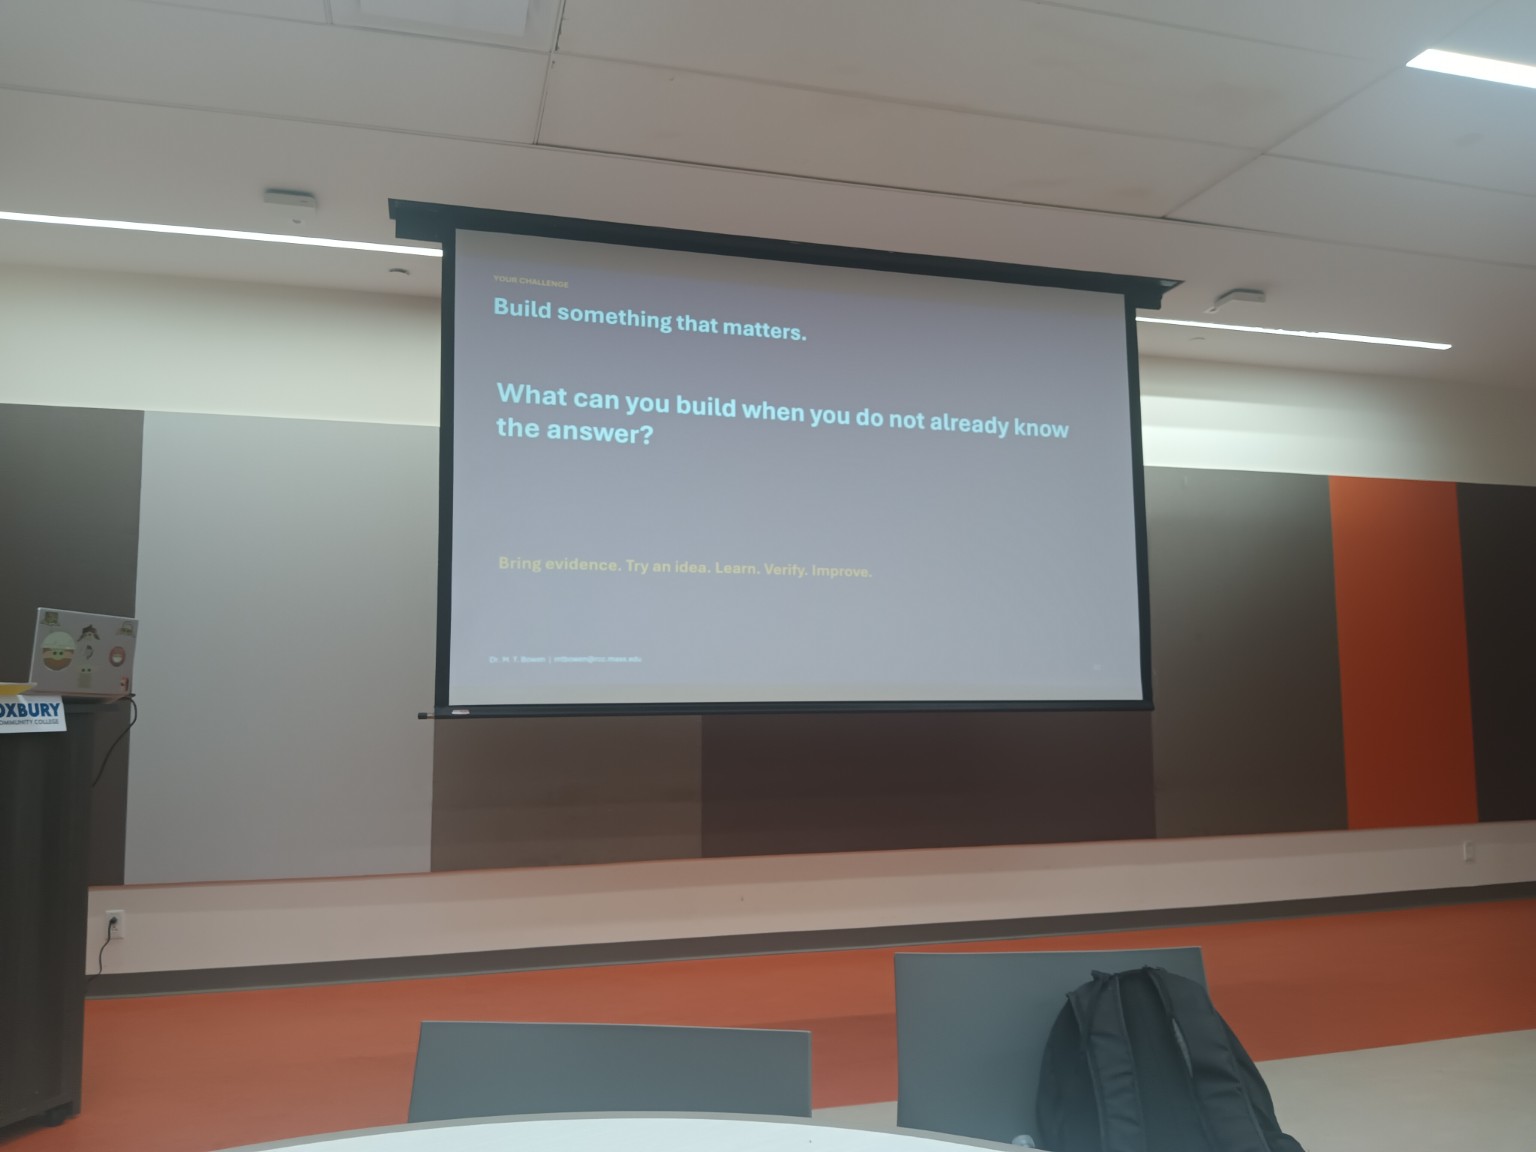 YOUR CHALLENGE
Build something that matters.
What can you build when you do not already know
the answer?
Bring evidence. Try an idea. Learn. Verify. Improve.
Dr. M. T. Bowen |
OXBURY
COMMUNITY COLLEGE